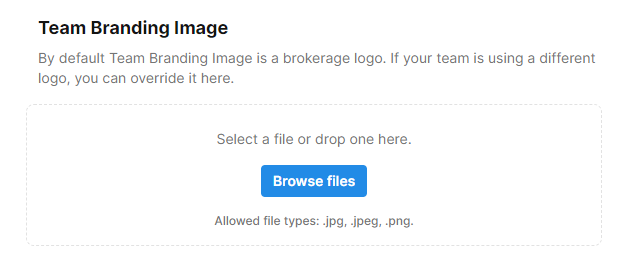 Team Branding Image
By default Team Branding Image is a brokerage logo. If your team is using a different
logo, you can override it here.
Select a file or drop one here.
Browse files
Allowed file types: .jpg, .jpeg, .png.